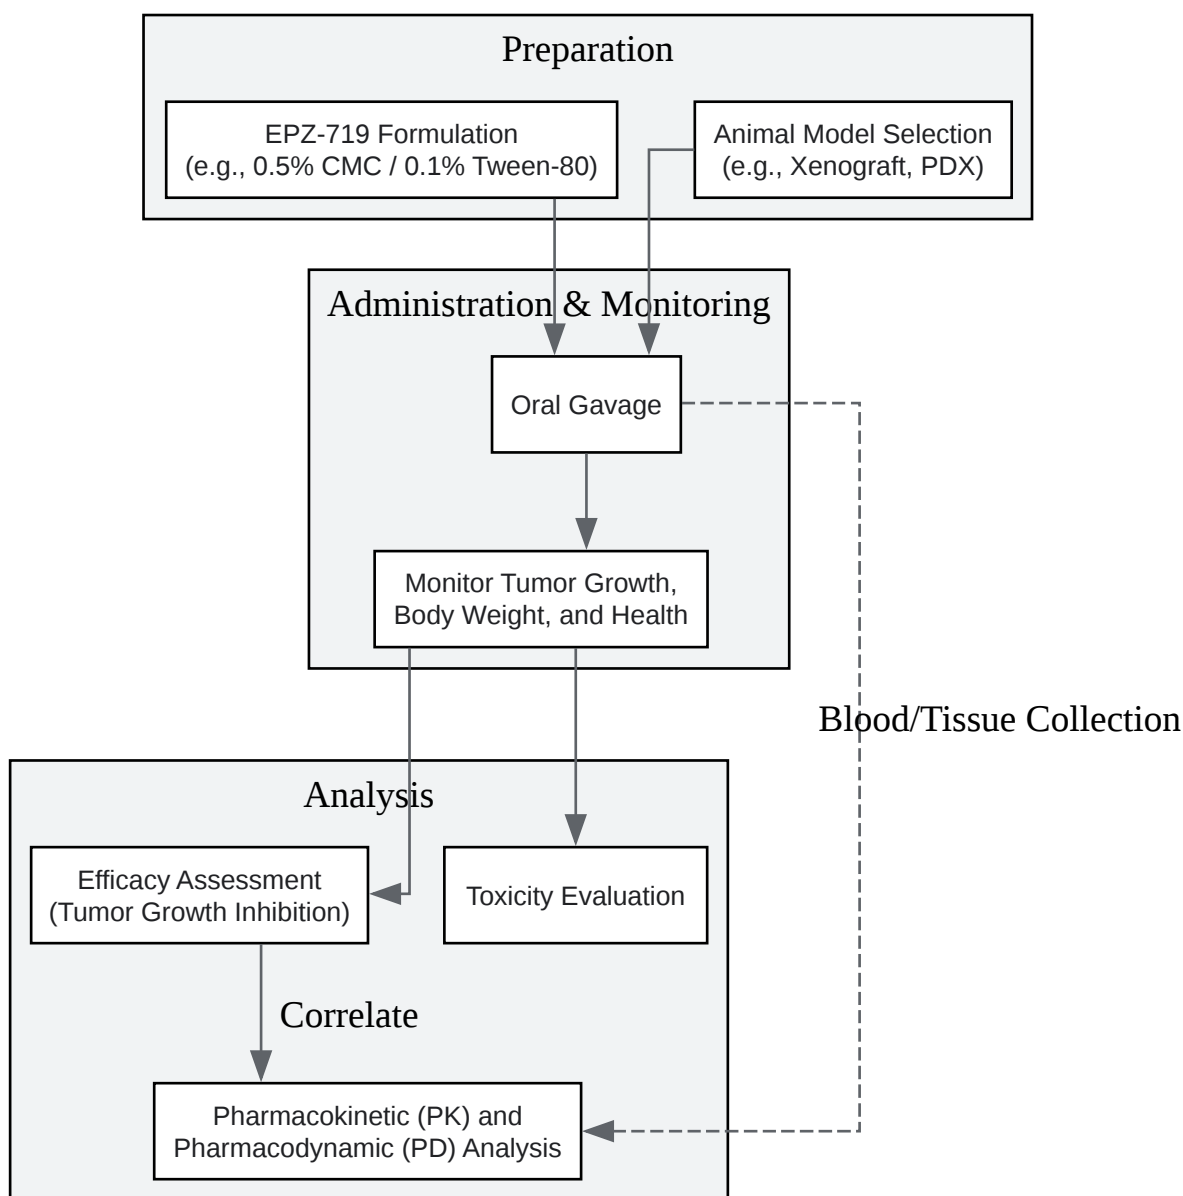 Preparation
EPZ-719 Formulation
(e.g., 0.5% CMC / 0.1% Tween-80)
Animal Model Selection
(e.g., Xenograft, PDX)
Administration & Monitoring
Oral Gavage
Monitor Tumor Growth,
Body Weight, and Health
Blood/Tissue Collection
Analysis
Efficacy Assessment
(Tumor Growth Inhibition)
Toxicity Evaluation
Correlate
Pharmacokinetic (PK) and
Pharmacodynamic (PD) Analysis